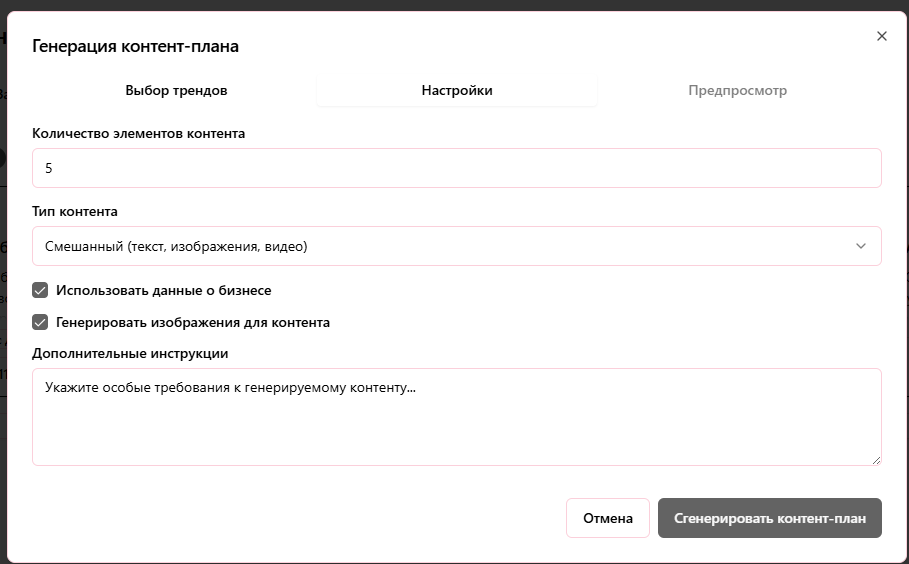 Генерация контент-плана
Выбор трендов
Настройки
Предпросмотр
Количество элементов контента
5
Тип контента
Смешанный (текст, изображения, видео)
Использовать данные о бизнесе
Генерировать изображения для контента
Дополнительные инструкции
Укажите особые требования к генерируемому контенту...
Отмена
Сгенерировать контент-план